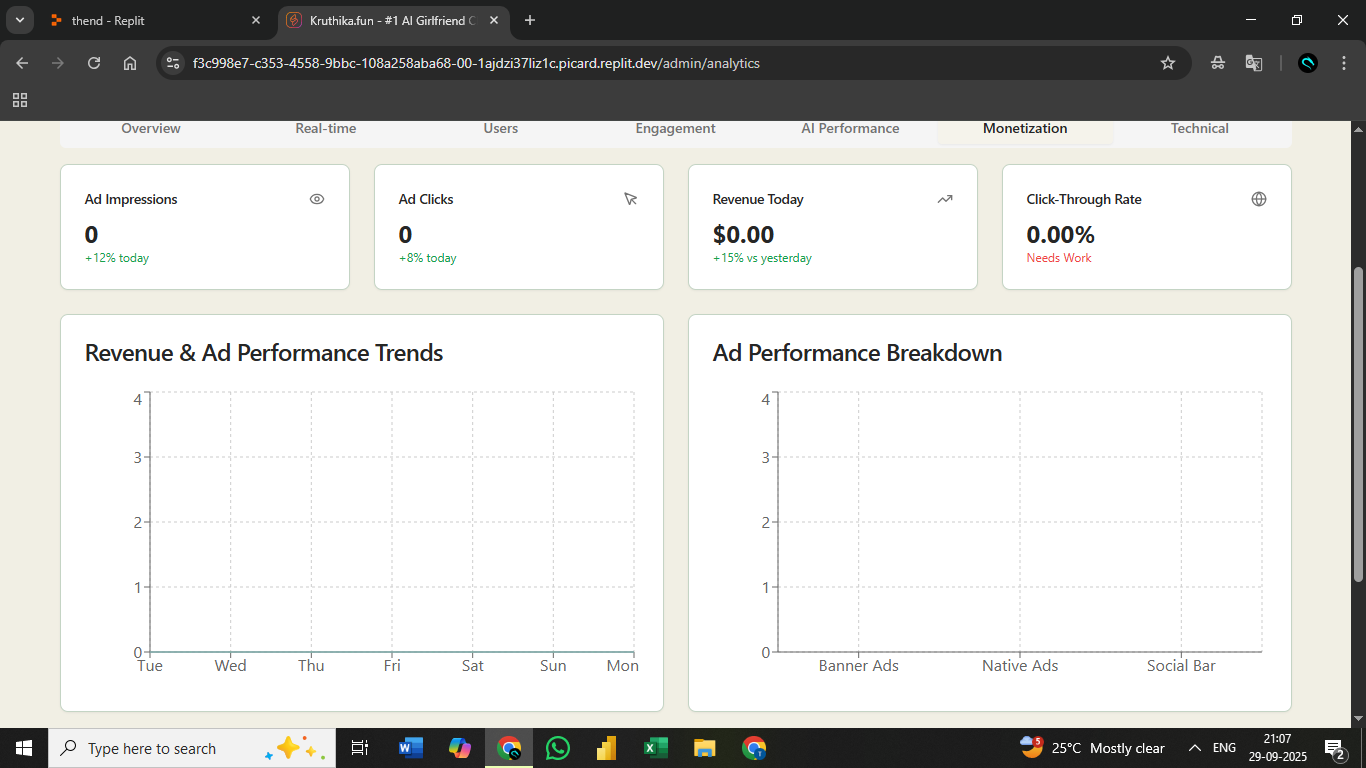 thend - Replit
Kruthika.fun - #1 AI Girlfriend C
f3c998e7-c353-4558-9bbc-108a258aba68-00-1ajdzi37liz1c.picard.replit.dev/admin/analytics
Overview Real-time Users Engagement AI Performance Monetization Technical
Ad Impressions
0
+12% today
Ad Clicks
0
+8% today
Revenue Today
$0.00
+15% vs yesterday
Click-Through Rate
0.00%
Needs Work
Revenue & Ad Performance Trends
4
3
2
1
0
Tue Wed Thu Fri Sat Sun Mon
Ad Performance Breakdown
4
3
2
1
0
Banner Ads Native Ads Social Bar
Type here to search
5
25°C Mostly clear
ENG
21:07
29-09-2025
2